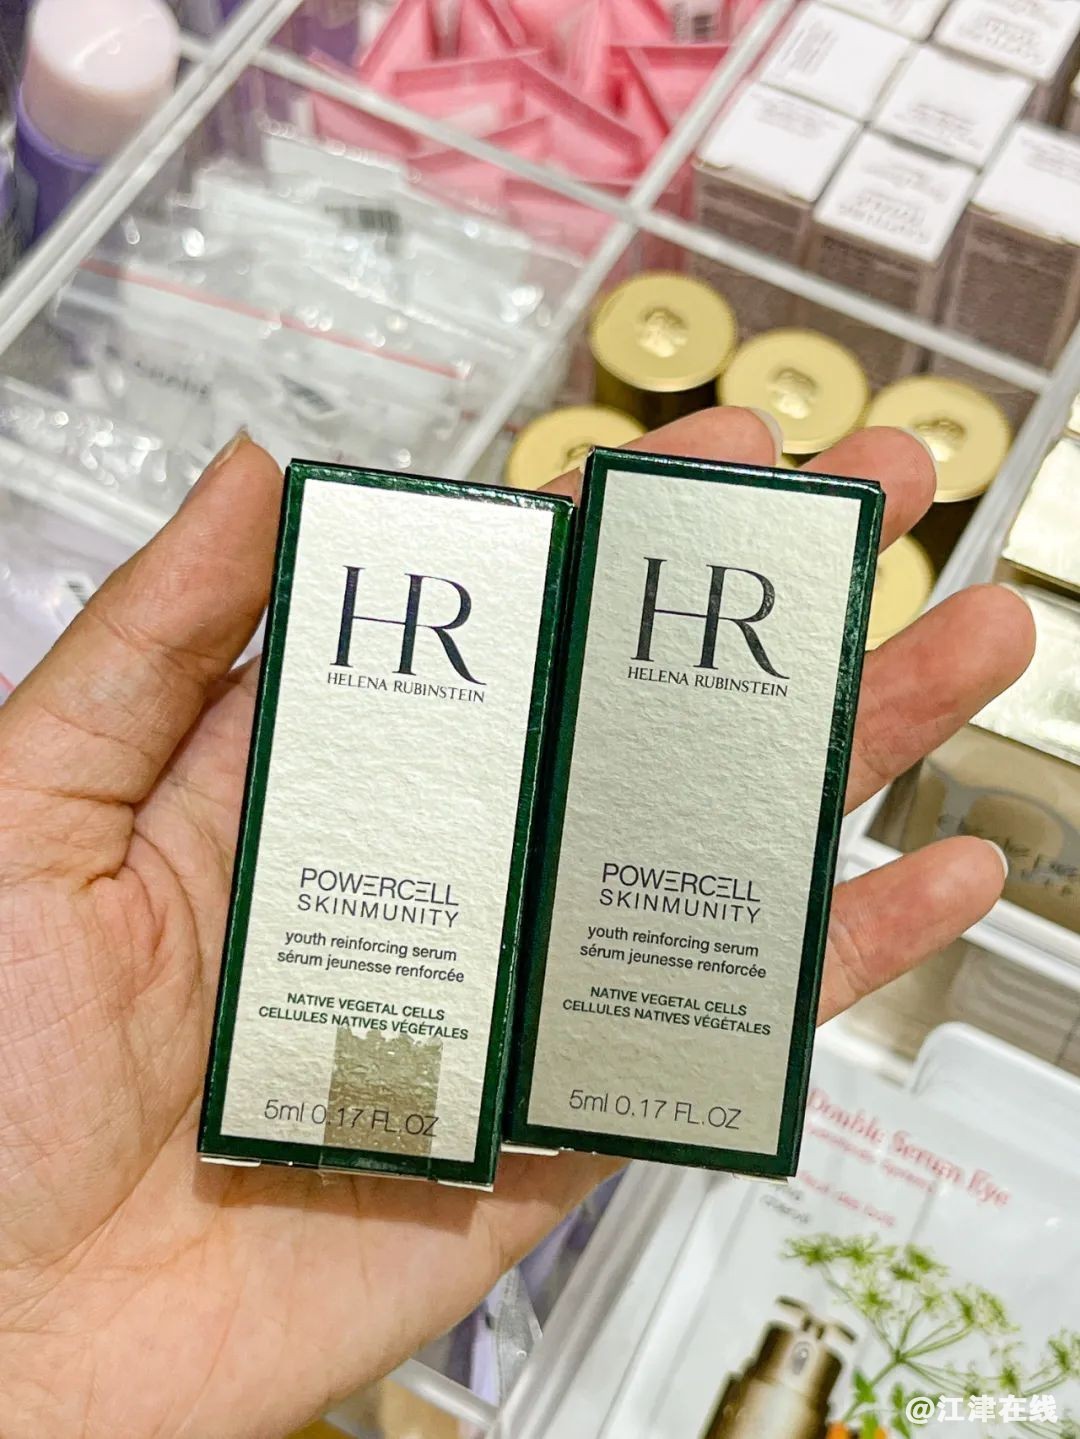 HR
HELENA RUBINSTEIN
POWERCELL
SKINMUNITY
youth reinforcing serum
sérum jeunesse renforcée
NATIVE VEGETAL CELLS
CELLULES NATIVES VÉGÉTALES
5ml 0.17 FL.OZ
HR
HELENA RUBINSTEIN
POWERCELL
SKINMUNITY
youth reinforcing serum
sérum jeunesse renforcée
NATIVE VEGETAL CELLS
CELLULES NATIVES VÉGÉTALES
5ml 0.17 FL.OZ
Double Serum Eye
@江津在线